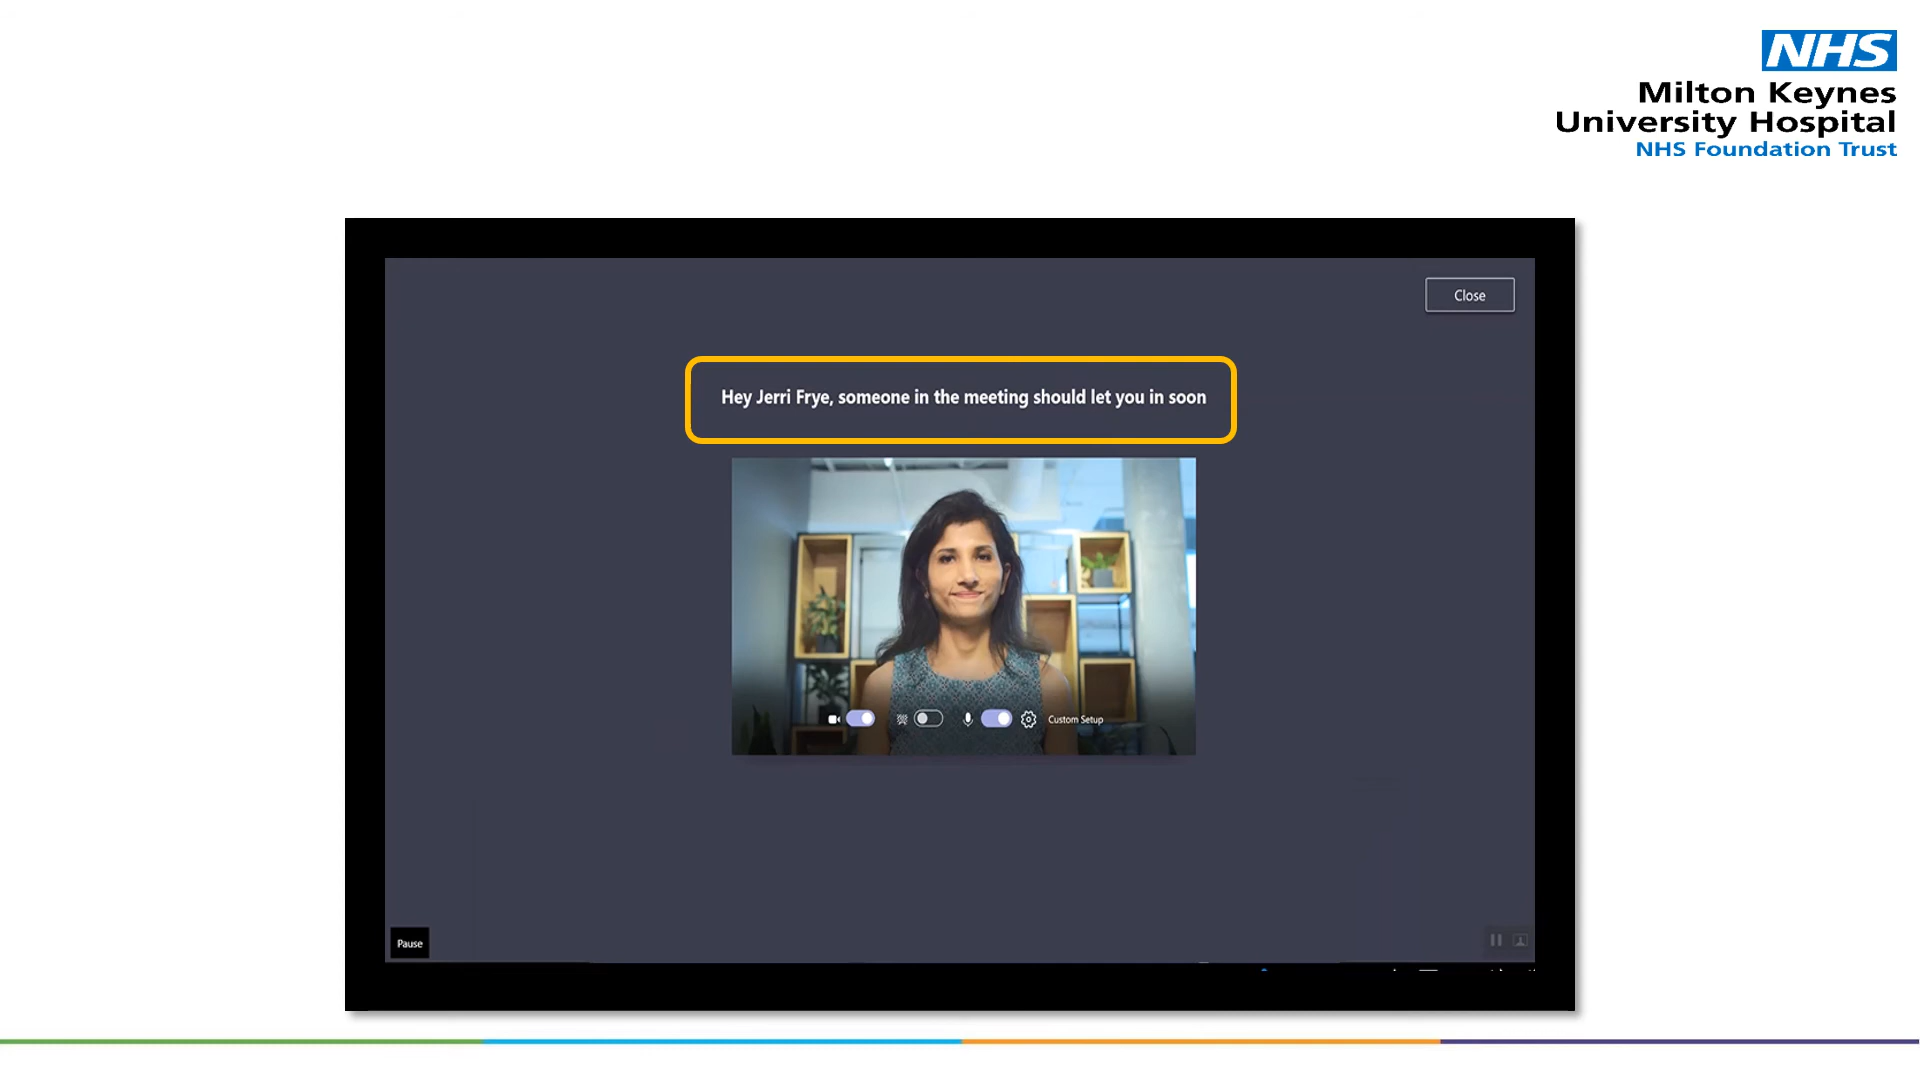 NHS
Milton Keynes
University Hospital
NHS Foundation Trust
Close
Hey Jerri Frye, someone in the meeting should let you in soon
Custom Setup
Pause